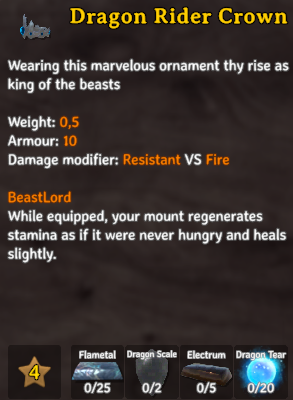 Dragon Rider Crown
Wearing this marvelous ornament thy rise as
king of the beasts
Weight: 0,5
Armour: 10
Damage modifier: Resistant VS Fire
BeastLord
While equipped, your mount regenerates
stamina as if it were never hungry and heals
slightly.
4
Flametal
0/25
Dragon Scale
0/2
Electrum
0/5
Dragon Tear
0/20